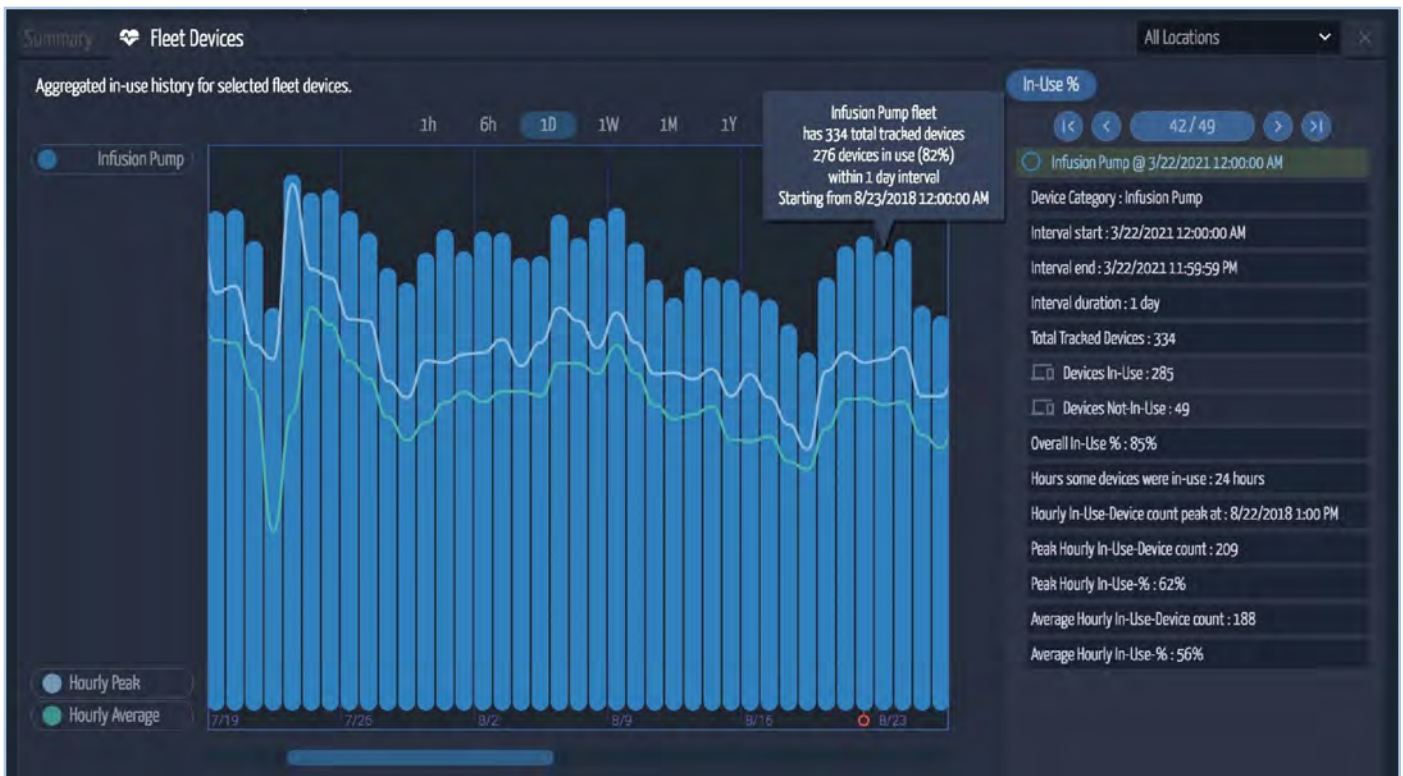 Summary Fleet Devices All Locations
Aggregated in-use history for selected fleet devices.
In-Use %
1h 6h 1D 1W 1M 1Y
Infusion Pump fleet
has 334 total tracked devices
276 devices in use (82%)
within 1 day interval
Starting from 8/23/2018 12:00:00 AM
42/49
Infusion Pump
Infusion Pump @ 3/22/2021 12:00:00 AM
Device Category : Infusion Pump
Interval start : 3/22/2021 12:00:00 AM
Interval end : 3/22/2021 11:59:59 PM
Interval duration : 1 day
Total Tracked Devices : 334
Devices In-Use : 285
Devices Not-In-Use : 49
Overall In-Use % : 85%
Hours some devices were in-use : 24 hours
Hourly In-Use-Device count peak at : 8/22/2018 1:00 PM
Peak Hourly In-Use-Device count : 209
Peak Hourly In-Use-% : 62%
Average Hourly In-Use-Device count : 188
Average Hourly In-Use-% : 56%
Hourly Peak
Hourly Average
7/19 7/26 8/2 8/9 8/16 8/23